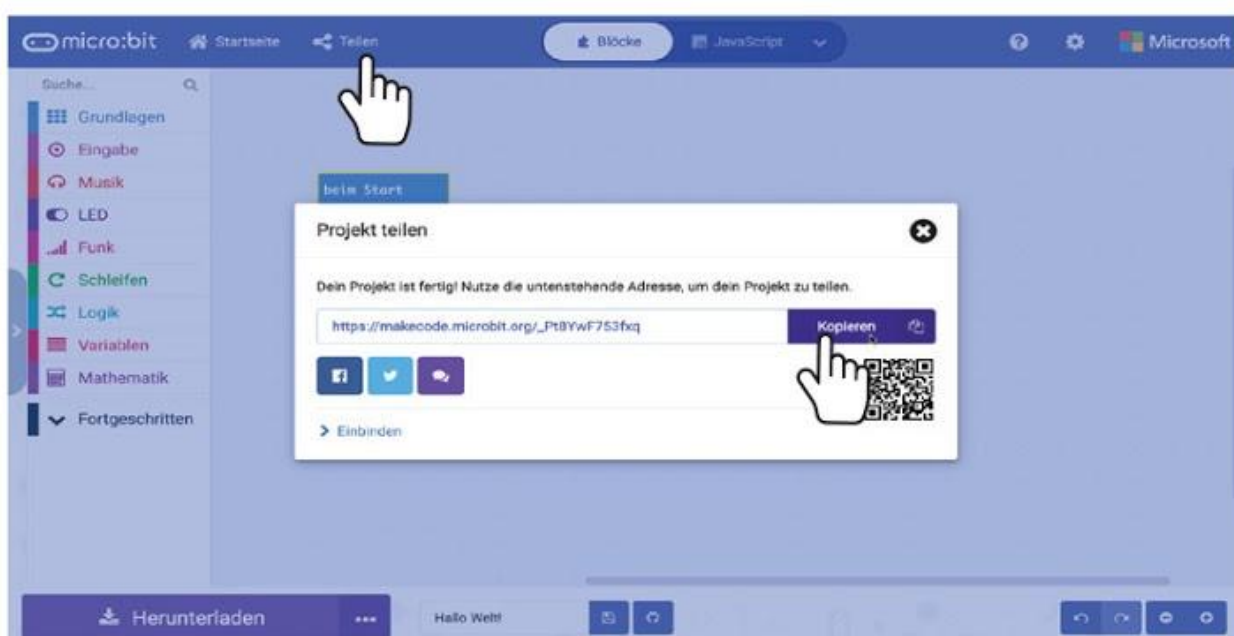 micro:bit Startseite Teilen Blöcke JavaScript Microsoft
Suche...
Grundlagen
Eingabe
Musik
LED
Funk
Schleifen
Logik
Variablen
Mathematik
Fortgeschritten
beim Start
Projekt teilen
Dein Projekt ist fertig! Nutze die untenstehende Adresse, um dein Projekt zu teilen.
https://makecode.microbit.org/_Pt8YwF753fxq Kopieren
Einbinden
Herunterladen ... Hallo Welt!